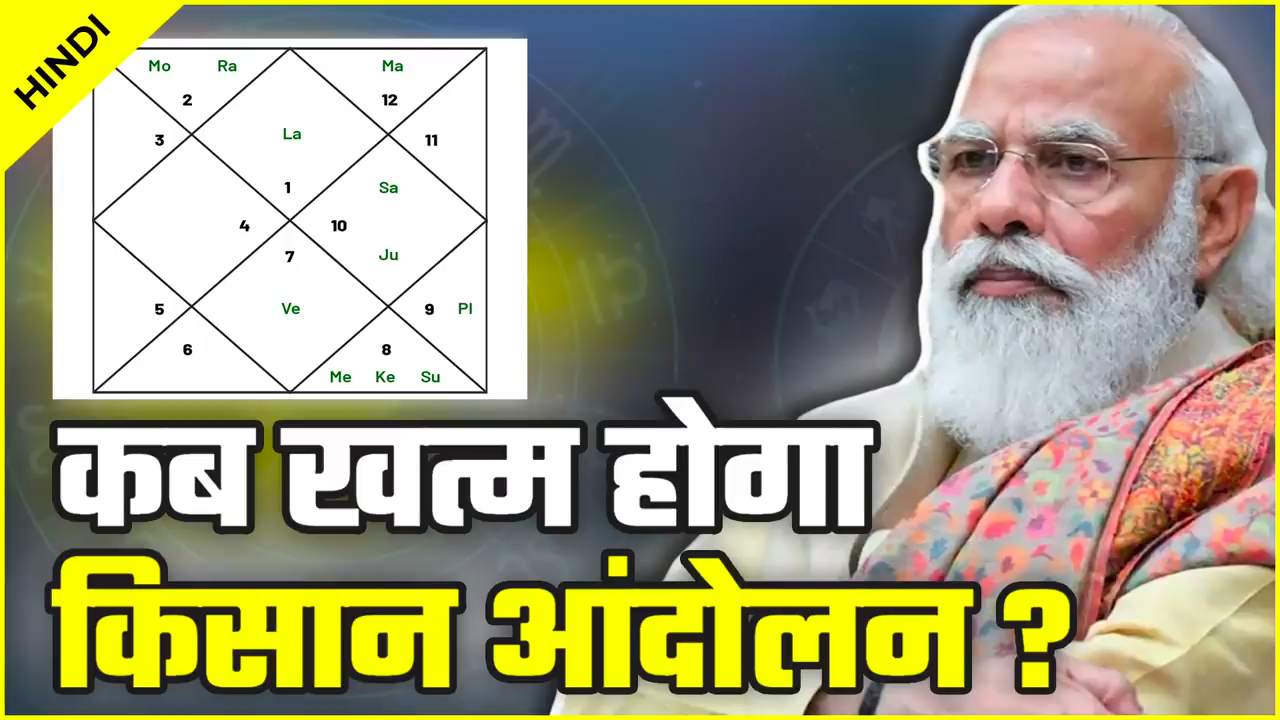 HINDI
Mo Ra Ma
2 12
3 La 11
1 Sa
4 10
7 Ju
5 Ve 9 Pl
6 8
Me Ke Su
कब खत्म होगा
किसान आंदोलन ?